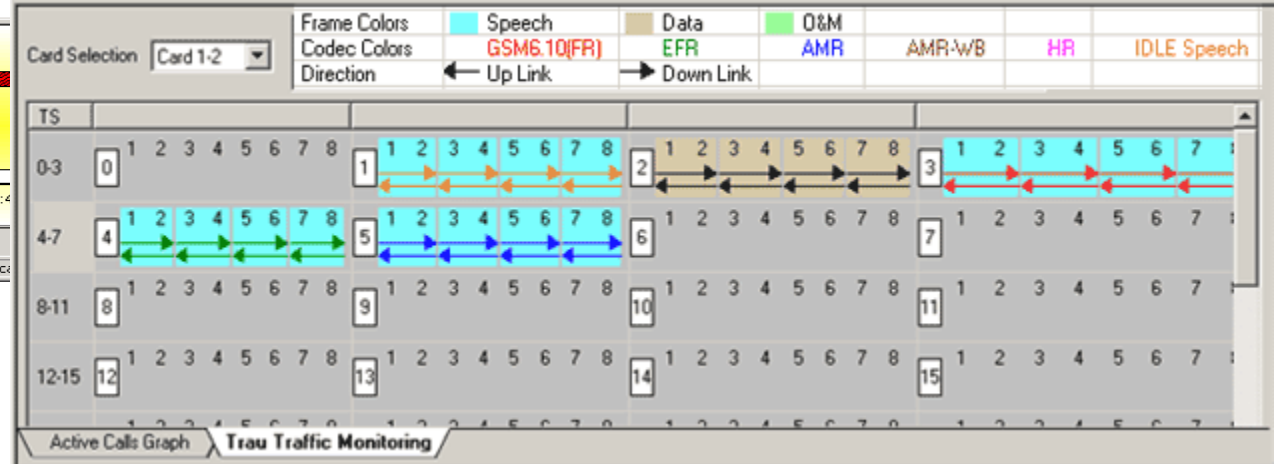 Frame Colors Speech Data O&M
Card Selection Card 1-2 Codec Colors GSM6.10(FR) EFR AMR AMR-WB HR IDLE Speech
Direction Up Link Down Link
TS
0-3 0 1 2 3 4 5 6 7 8 1 1 2 3 4 5 6 7 8 2 1 2 3 4 5 6 7 8 3 1 2 3 4 5 6 7
4-7 4 1 2 3 4 5 6 7 8 5 1 2 3 4 5 6 7 8 6 1 2 3 4 5 6 7 8 7 1 2 3 4 5 6 7
8-11 8 1 2 3 4 5 6 7 8 9 1 2 3 4 5 6 7 8 10 1 2 3 4 5 6 7 8 11 1 2 3 4 5 6 7
12-15 12 1 2 3 4 5 6 7 8 13 1 2 3 4 5 6 7 8 14 1 2 3 4 5 6 7 8 15 1 2 3 4 5 6 7
Active Calls Graph Trau Traffic Monitoring